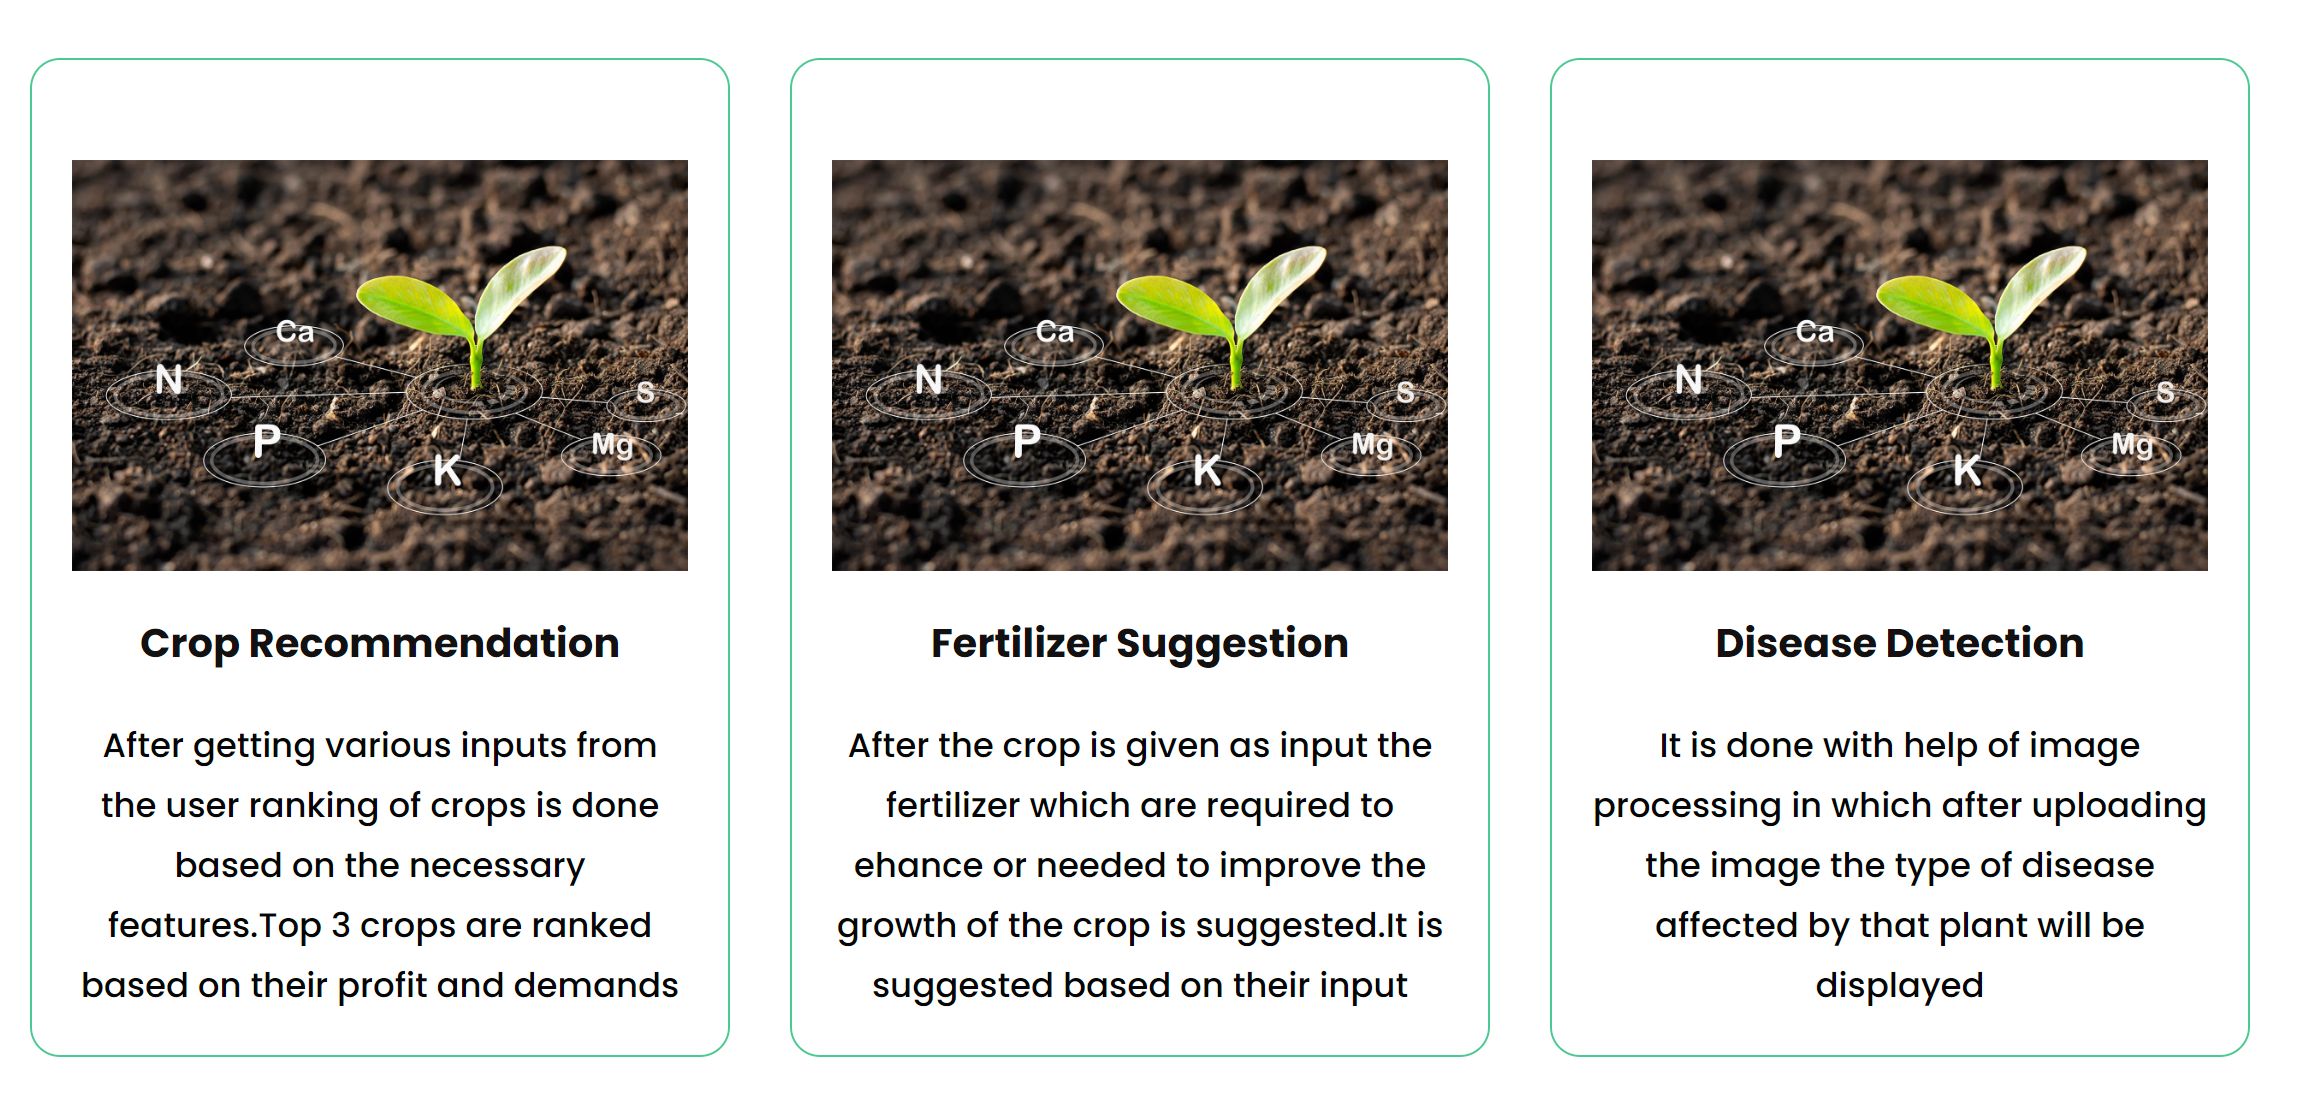 Ca
N
S
P
Mg
K
Crop Recommendation
After getting various inputs from
the user ranking of crops is done
based on the necessary
features.Top 3 crops are ranked
based on their profit and demands
Ca
N
S
P
Mg
K
Fertilizer Suggestion
After the crop is given as input the
fertilizer which are required to
ehance or needed to improve the
growth of the crop is suggested.It is
suggested based on their input
Ca
N
S
P
Mg
K
Disease Detection
It is done with help of image
processing in which after uploading
the image the type of disease
affected by that plant will be
displayed